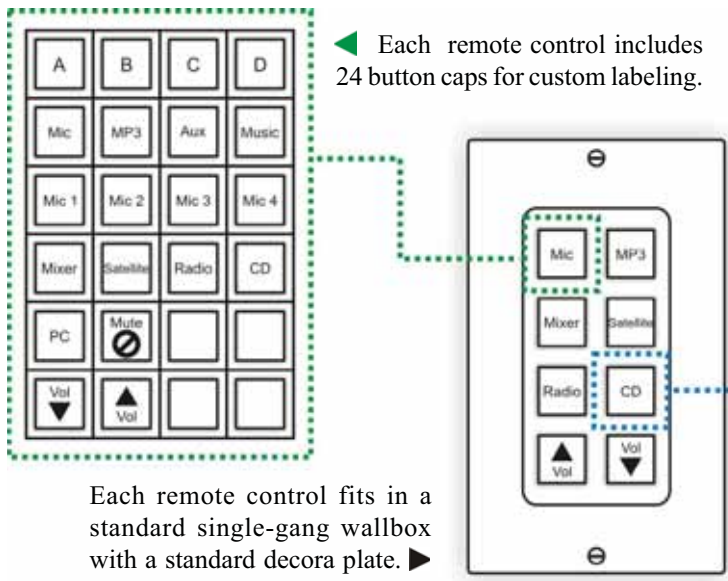 Each remote control includes
24 button caps for custom labeling.
A B C D
Mic MP3 Aux Music
Mic 1 Mic 2 Mic 3 Mic 4
Mixer Satellite Radio CD
PC Mute
Vol Vol
Mic MP3
Mixer Satellite
Radio CD
Vol Vol
Each remote control fits in a
standard single-gang wallbox
with a standard decora plate.